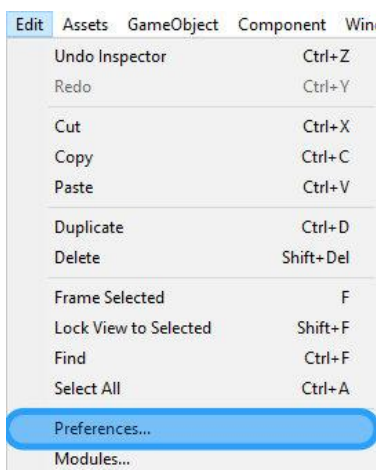 Edit Assets GameObject Component
Undo Inspector Ctrl+Z
Redo Ctrl+Y
Cut Ctrl+X
Copy Ctrl+C
Paste Ctrl+V
Duplicate Ctrl+D
Delete Shift+Del
Frame Selected F
Lock View to Selected Shift+F
Find Ctrl+F
Select All Ctrl+A
Preferences...
Modules...